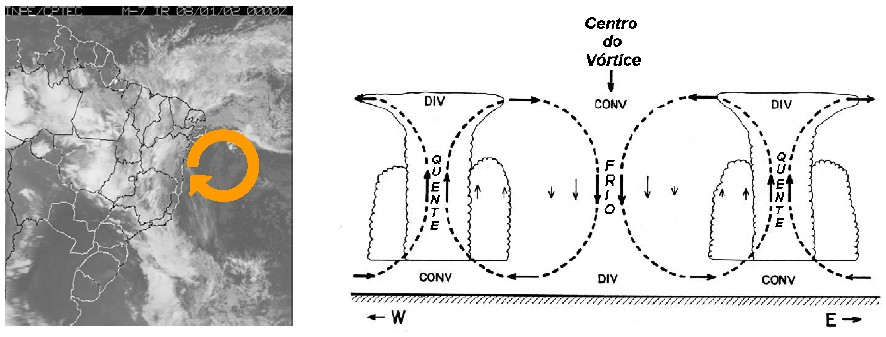 INPE/CPTEC M-7 IR 08/01/02 0000Z
Centro
do
Vórtice
DIV
CONV
DIV
QUENTE
FRIO
QUENTE
CONV
DIV
CONV
W
E